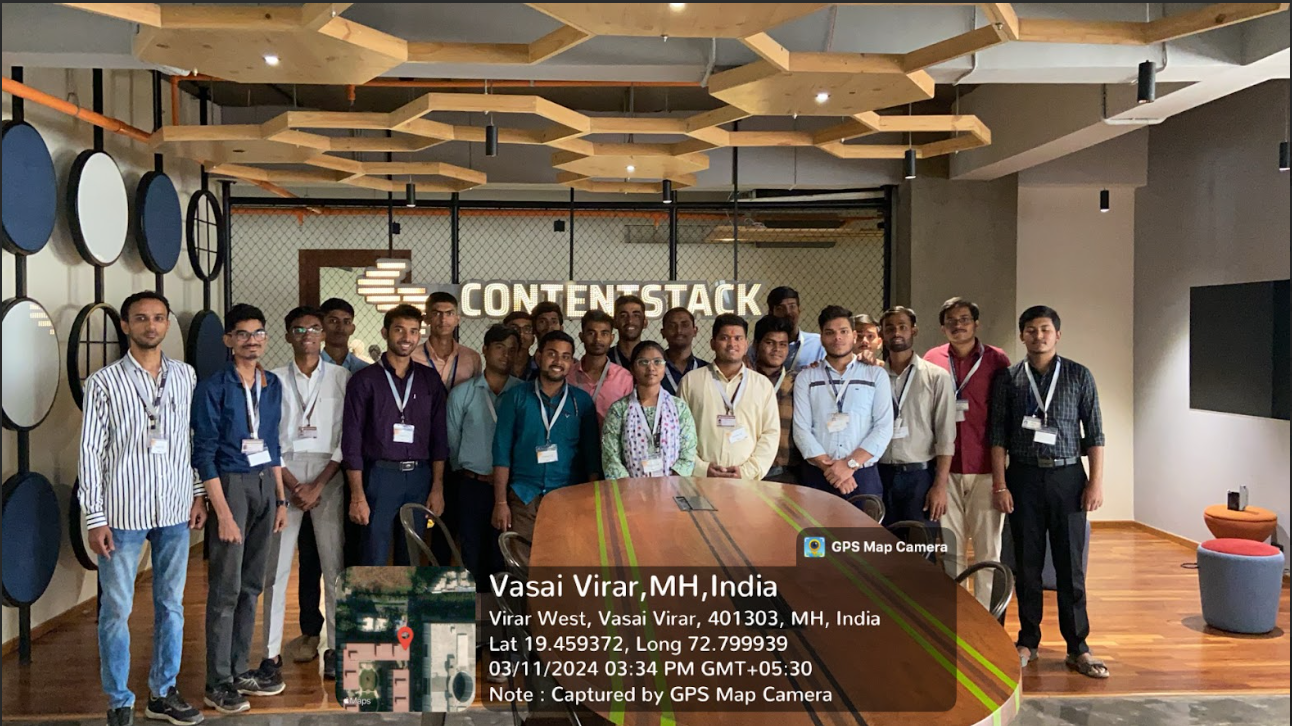 CONTENTSTACK
GPS Map Camera
Vasai Virar,MH,India
Virar West, Vasai Virar, 401303, MH, India
Lat 19.459372, Long 72.799939
03/11/2024 03:34 PM GMT+05:30
Note : Captured by GPS Map Camera
Maps